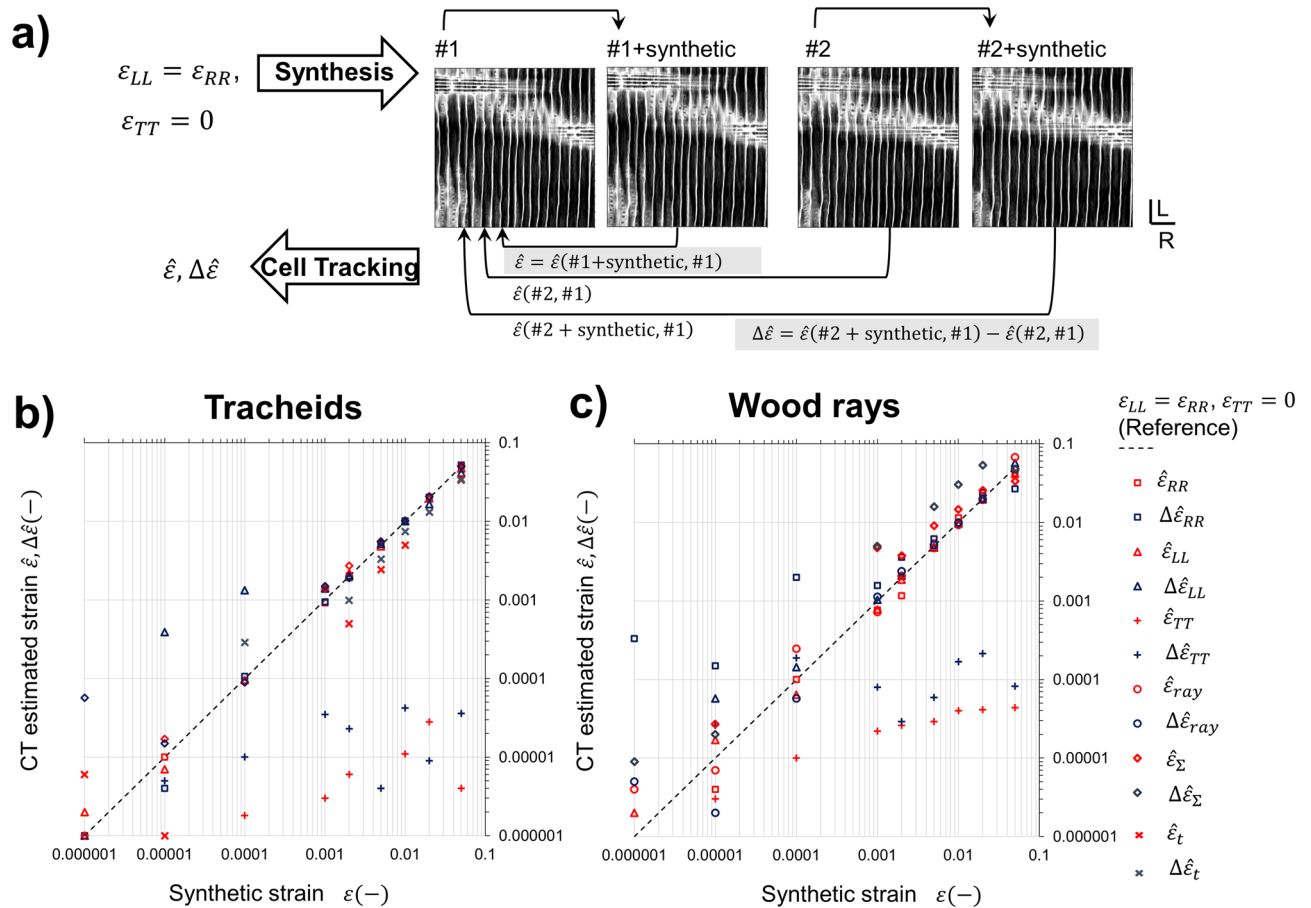 a)
#1
#1+synthetic
#2
#2+synthetic
ε_LL = ε_RR,
ε_TT = 0
Synthesis
L
R
ε̂, Δε̂
Cell Tracking
ε̂ = ε̂(#1+synthetic, #1)
ε̂(#2, #1)
ε̂(#2 + synthetic, #1)
Δε̂ = ε̂(#2 + synthetic, #1) − ε̂(#2, #1)
b)
Tracheids
CT estimated strain ε̂, Δε̂(−)
0.1
0.01
0.001
0.0001
0.00001
0.000001
0.000001
0.00001
0.0001
0.001
0.01
0.1
Synthetic strain ε(−)
c)
Wood rays
CT estimated strain ε̂, Δε̂(−)
0.1
0.01
0.001
0.0001
0.00001
0.000001
0.000001
0.00001
0.0001
0.001
0.01
0.1
Synthetic strain ε(−)
ε_LL = ε_RR, ε_TT = 0
(Reference)
ε̂_RR
Δε̂_RR
ε̂_LL
Δε̂_LL
ε̂_TT
Δε̂_TT
ε̂_ray
Δε̂_ray
ε̂_Σ
Δε̂_Σ
ε̂_t
Δε̂_t